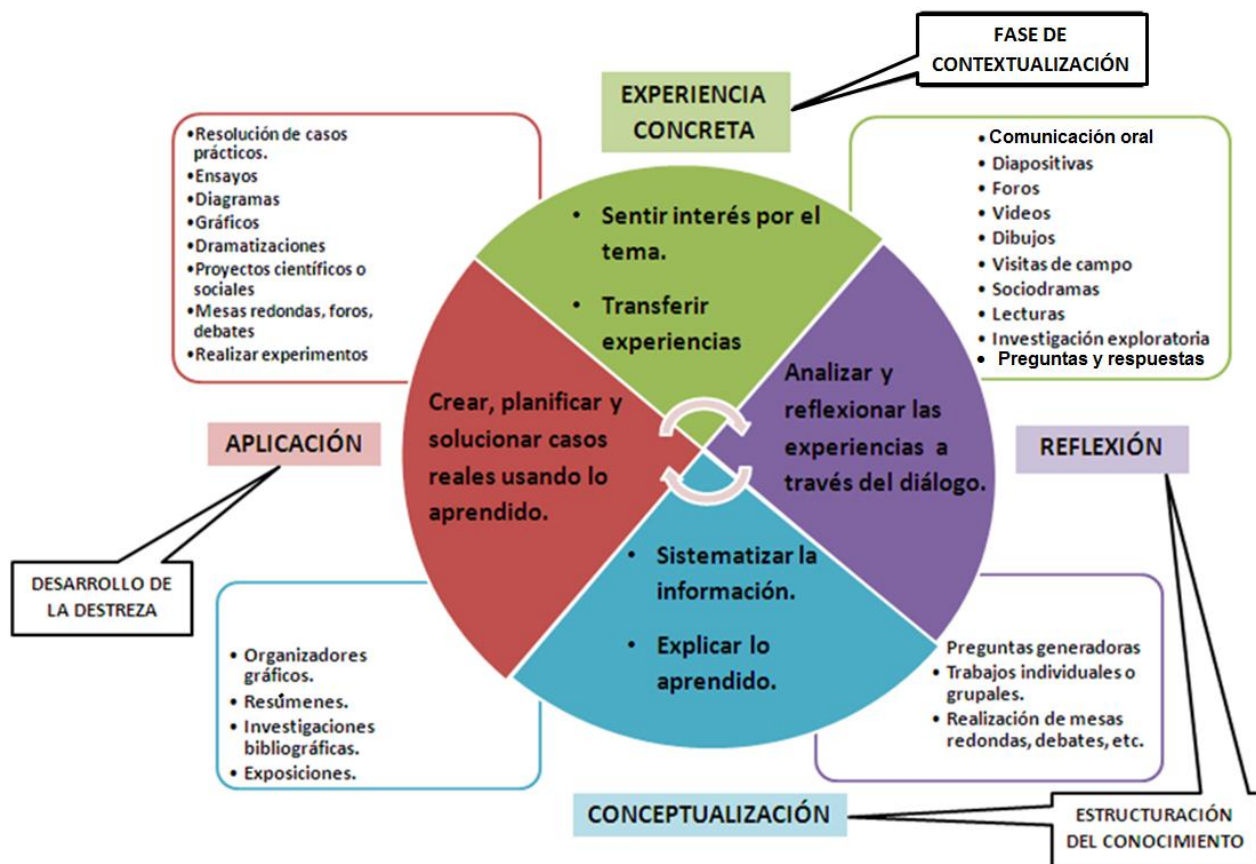 FASE DE
CONTEXTUALIZACIÓN
EXPERIENCIA
CONCRETA
•Resolución de casos
prácticos.
•Ensayos
•Diagramas
•Gráficos
•Dramatizaciones
•Proyectos científicos o
sociales
•Mesas redondas, foros,
debates
•Realizar experimentos
• Comunicación oral
• Diapositivas
• Foros
• Videos
• Dibujos
• Visitas de campo
• Sociodramas
• Lecturas
• Investigación exploratoria
• Preguntas y respuestas
• Sentir interés por el
tema.
• Transferir
experiencias
Crear, planificar y
solucionar casos
reales usando lo
aprendido.
Analizar y
reflexionar las
experiencias a
través del diálogo.
APLICACIÓN
REFLEXIÓN
• Sistematizar la
información.
• Explicar lo
aprendido.
DESARROLLO DE
LA DESTREZA
• Organizadores
gráficos.
• Resúmenes.
• Investigaciones
bibliográficas.
• Exposiciones.
Preguntas generadoras
• Trabajos individuales o
grupales.
• Realización de mesas
redondas, debates, etc.
CONCEPTUALIZACIÓN
ESTRUCTURACIÓN
DEL CONOCIMIENTO